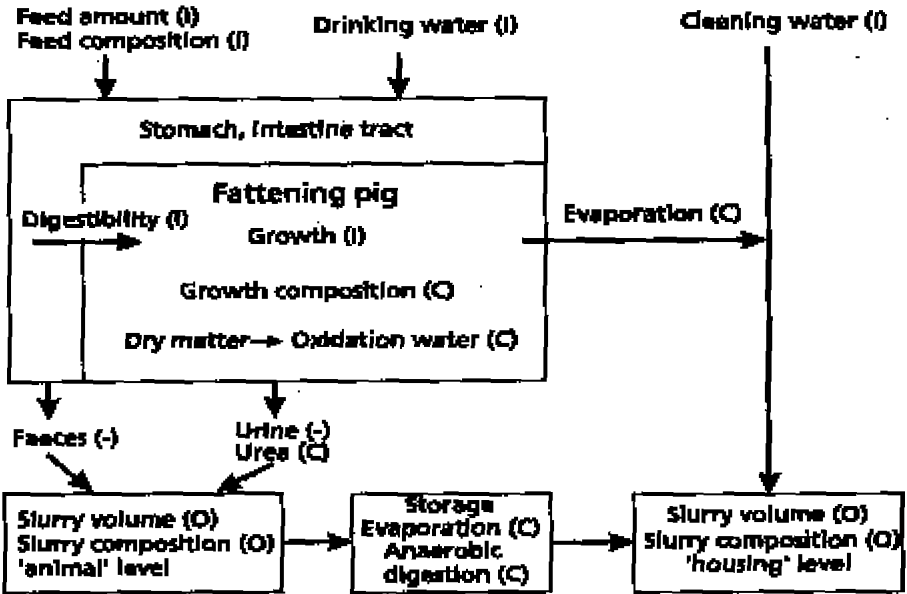 Feed amount (I)
Feed composition (I)
Drinking water (I)
Cleaning water (I)
Stomach, intestine tract
Fattening pig
Digestibility (I)
Growth (I)
Evaporation (C)
Growth composition (C)
Dry matter → Oxidation water (C)
Faeces (-)
Urine (-)
Urea (C)
Slurry volume (O)
Slurry composition (O)
'animal' level
Storage
Evaporation (C)
Anaerobic
digestion (C)
Slurry volume (O)
Slurry composition (O)
'housing' level